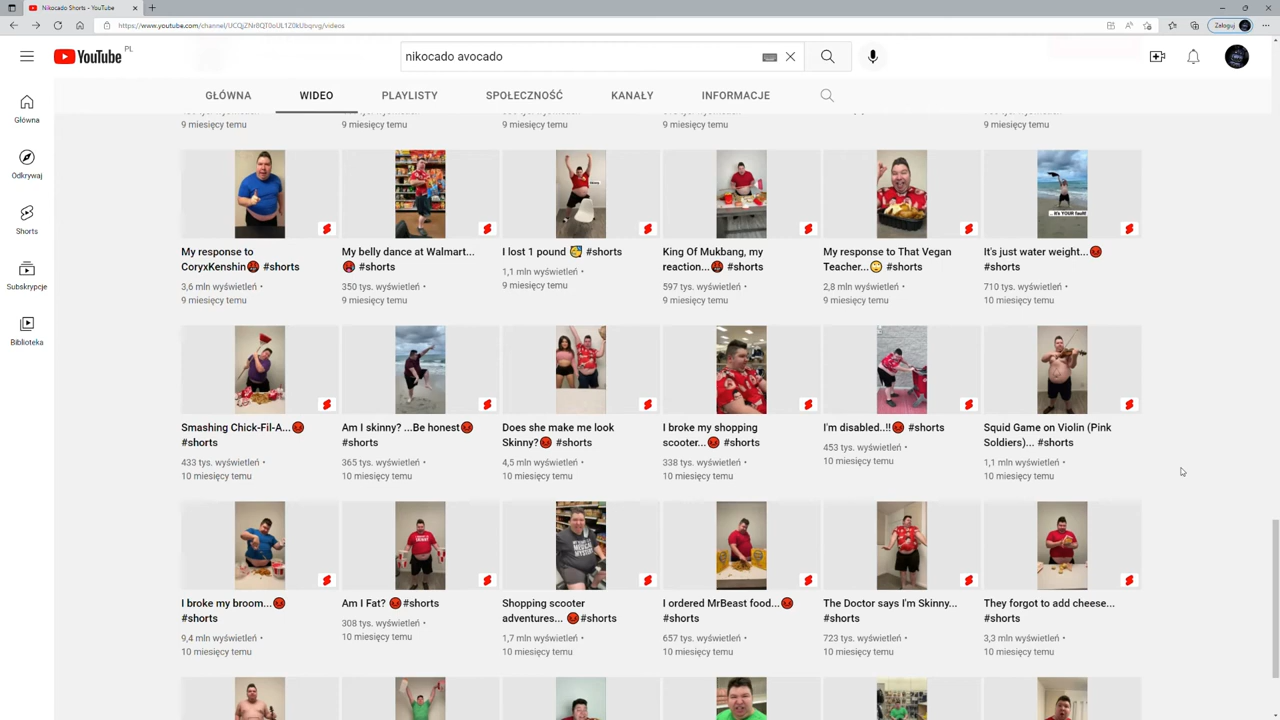 Nikocado Shorts - YouTube
https://www.youtube.com/channel/UCQjZNr8QT0oUL1Z0kUbqrvg/videos
Zaloguj
YouTube PL
nikocado avocado
GŁÓWNA WIDEO PLAYLISTY SPOŁECZNOŚĆ KANAŁY INFORMACJE
Główna
Odkrywaj
Shorts
Subskrypcje
Biblioteka
9 miesięcy temu 9 miesięcy temu 9 miesięcy temu 9 miesięcy temu 9 miesięcy temu 9 miesięcy temu
... It's YOUR fault!
My response to
CoryxKenshin😡 #shorts
3,6 mln wyświetleń •
9 miesięcy temu
My belly dance at Walmart...
😡 #shorts
350 tys. wyświetleń •
9 miesięcy temu
I lost 1 pound 🥳 #shorts
1,1 mln wyświetleń •
9 miesięcy temu
King Of Mukbang, my
reaction...😡 #shorts
597 tys. wyświetleń •
9 miesięcy temu
My response to That Vegan
Teacher...🙄 #shorts
2,8 mln wyświetleń •
9 miesięcy temu
It's just water weight...😡
#shorts
710 tys. wyświetleń •
10 miesięcy temu
Smashing Chick-Fil-A...😡
#shorts
433 tys. wyświetleń •
10 miesięcy temu
Am I skinny? ...Be honest😡
#shorts
365 tys. wyświetleń •
10 miesięcy temu
Does she make me look
Skinny?😡 #shorts
4,5 mln wyświetleń •
10 miesięcy temu
I broke my shopping
scooter...😡 #shorts
338 tys. wyświetleń •
10 miesięcy temu
I'm disabled..!!😡 #shorts
453 tys. wyświetleń •
10 miesięcy temu
Squid Game on Violin (Pink
Soldiers)... #shorts
1,1 mln wyświetleń •
10 miesięcy temu
I broke my broom...😡
#shorts
9,4 mln wyświetleń •
10 miesięcy temu
Am I Fat? 😡#shorts
308 tys. wyświetleń •
10 miesięcy temu
Shopping scooter
adventures... 😡#shorts
1,7 mln wyświetleń •
10 miesięcy temu
I ordered MrBeast food...😡
#shorts
657 tys. wyświetleń •
10 miesięcy temu
The Doctor says I'm Skinny...
#shorts
723 tys. wyświetleń •
10 miesięcy temu
They forgot to add cheese...
#shorts
3,3 mln wyświetleń •
10 miesięcy temu